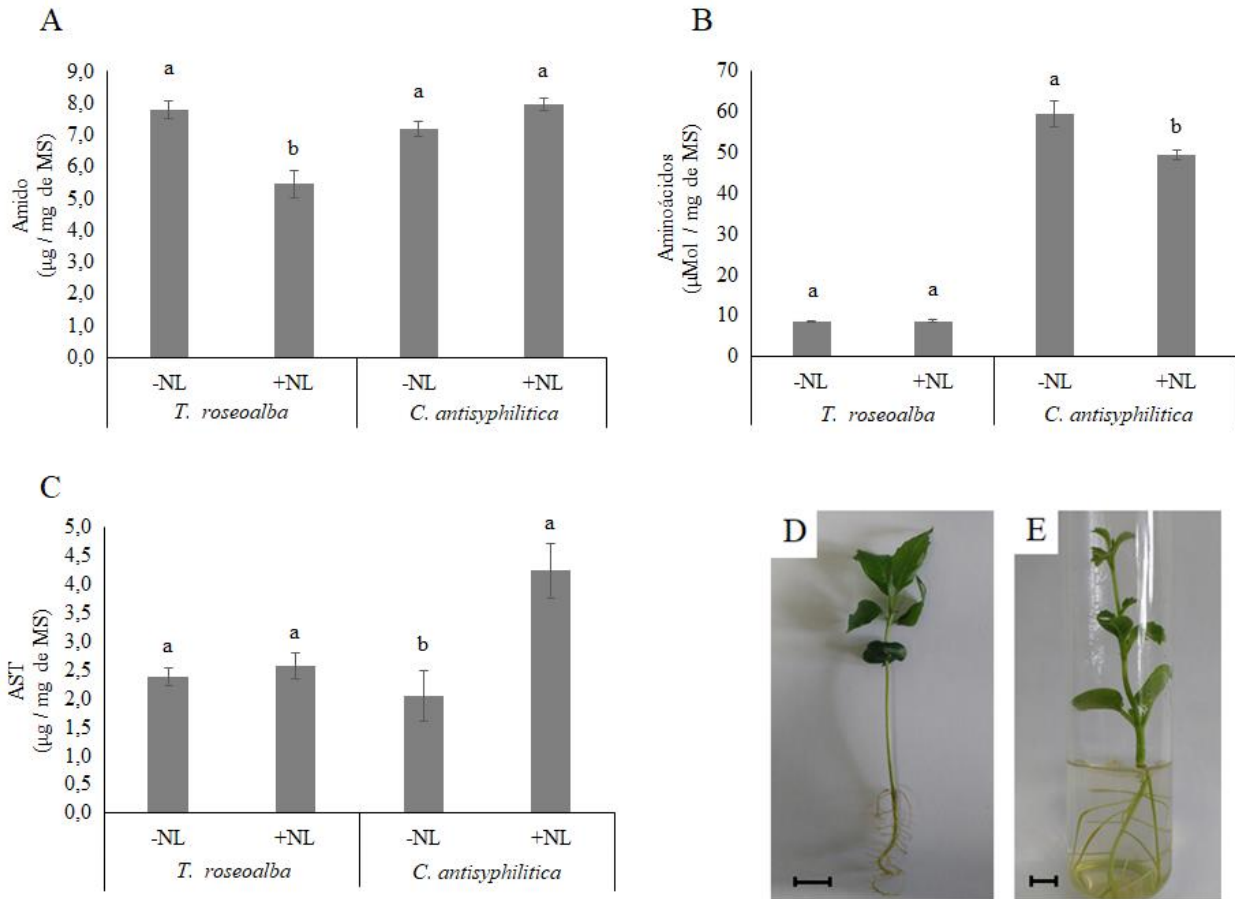 A
Amido
(μg / mg de MS)
9,0
8,0
7,0
6,0
5,0
4,0
3,0
2,0
1,0
0,0
a
b
a
a
-NL
+NL
-NL
+NL
T. roseoalba
C. antisyphilitica
B
Aminoácidos
(μMol / mg de MS)
70
60
50
40
30
20
10
0
a
a
a
b
-NL
+NL
-NL
+NL
T. roseoalba
C. antisyphilitica
C
AST
(μg / mg de MS)
5,0
4,5
4,0
3,5
3,0
2,5
2,0
1,5
1,0
0,5
0,0
a
a
b
a
-NL
+NL
-NL
+NL
T. roseoalba
C. antisyphilitica
D
E